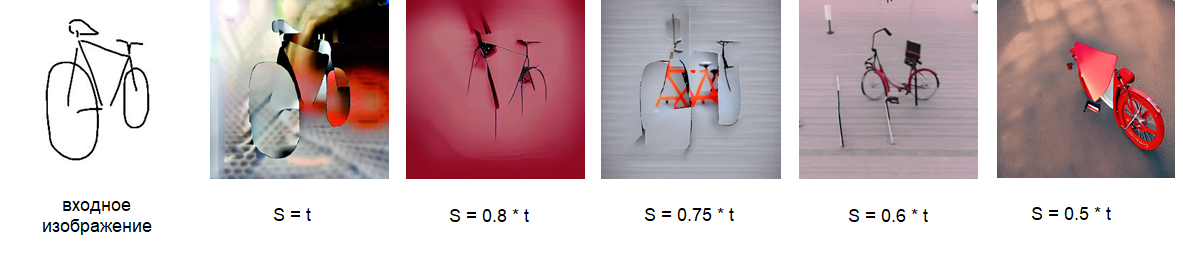 входное
изображение
S = t
S = 0.8 * t
S = 0.75 * t
S = 0.6 * t
S = 0.5 * t